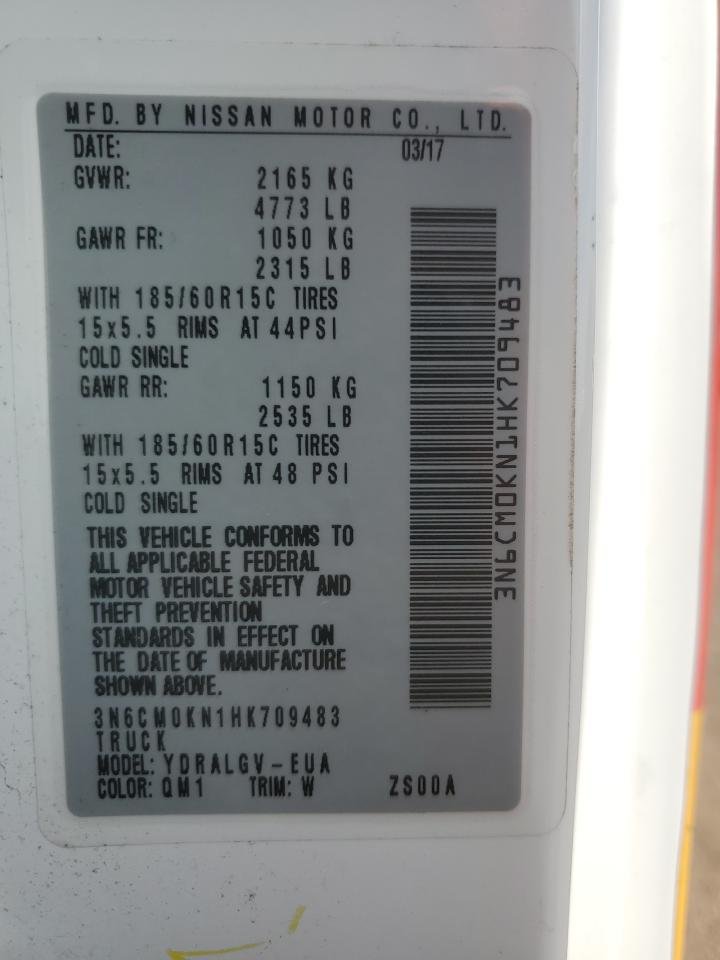 MFD. BY NISSAN MOTOR CO., LTD.
DATE: 03/17
GVWR: 2165 KG
4773 LB
GAWR FR: 1050 KG
2315 LB
WITH 185/60R15C TIRES
15x5.5 RIMS AT 44PSI
COLD SINGLE
GAWR RR: 1150 KG
2535 LB
WITH 185/60R15C TIRES
15x5.5 RIMS AT 48 PSI
COLD SINGLE
THIS VEHICLE CONFORMS TO
ALL APPLICABLE FEDERAL
MOTOR VEHICLE SAFETY AND
THEFT PREVENTION
STANDARDS IN EFFECT ON
THE DATE OF MANUFACTURE
SHOWN ABOVE.
3N6CM0KN1HK709483
TRUCK
MODEL: YDRALGV-EUA
COLOR: QM1 TRIM: W ZS00A
3N6CM0KN1HK709483